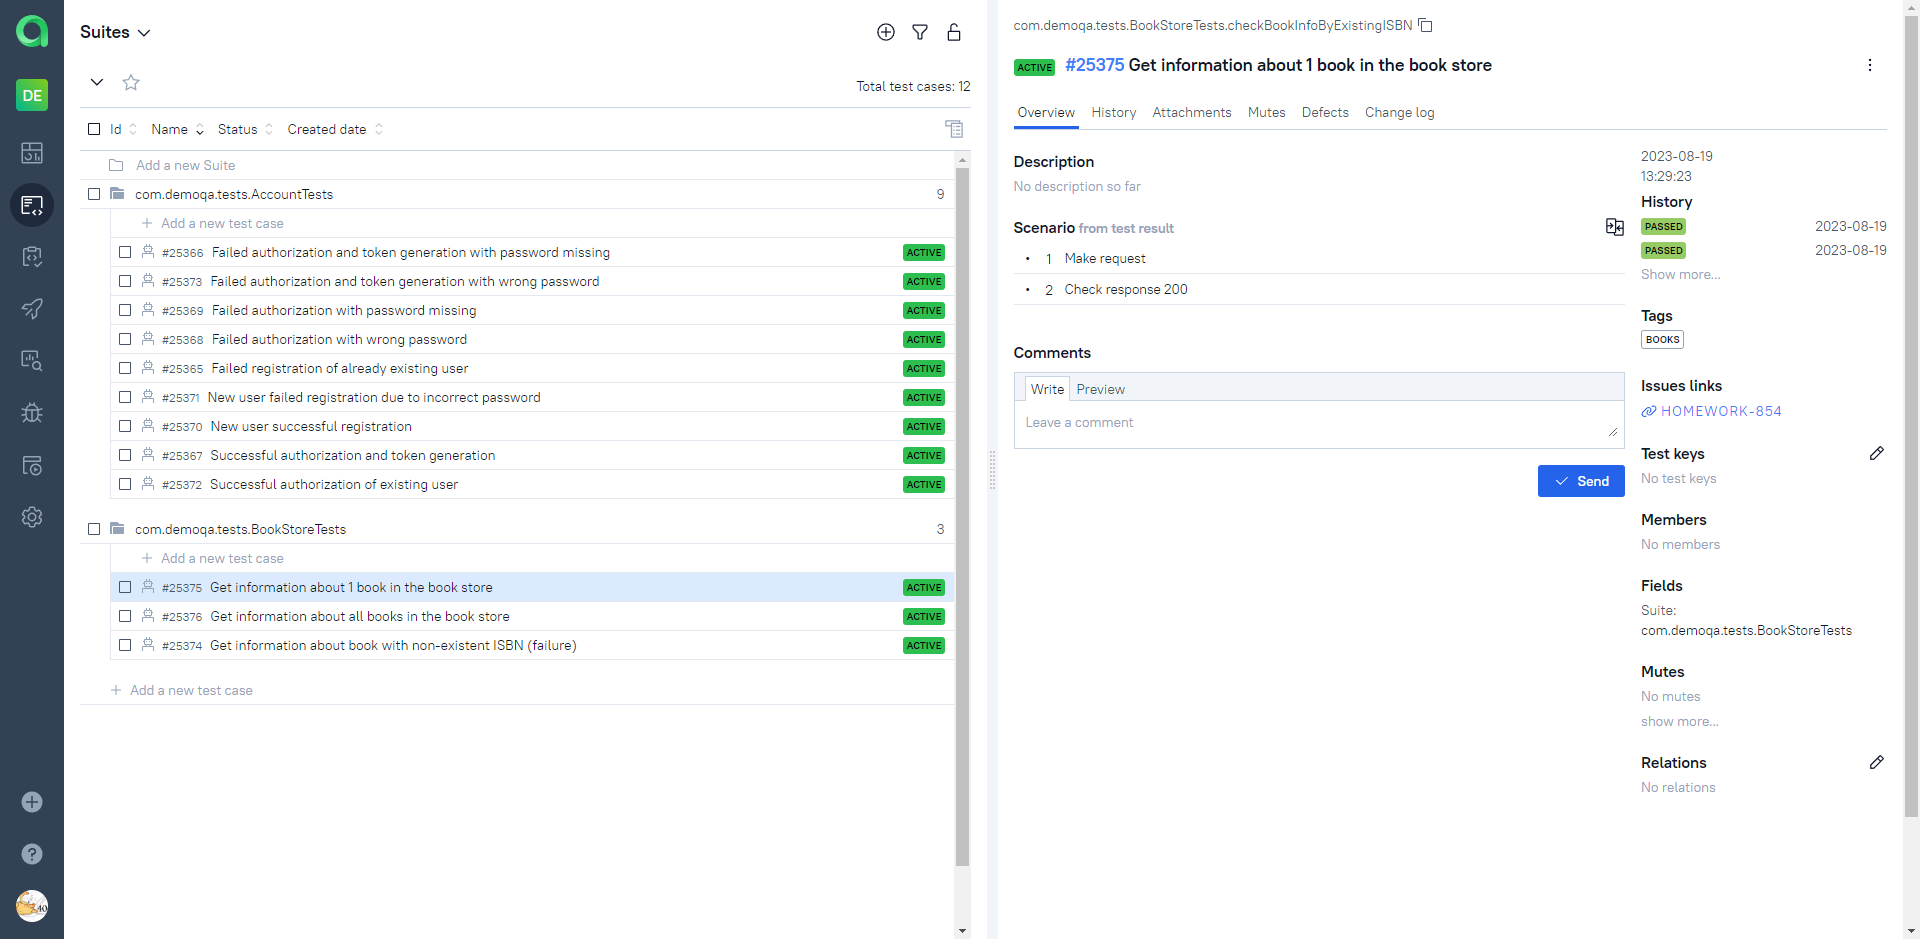 DE
Suites
Total test cases: 12
Id Name Status Created date
Add a new Suite
com.demoqa.tests.AccountTests 9
Add a new test case
#25366 Failed authorization and token generation with password missing ACTIVE
#25373 Failed authorization and token generation with wrong password ACTIVE
#25369 Failed authorization with password missing ACTIVE
#25368 Failed authorization with wrong password ACTIVE
#25365 Failed registration of already existing user ACTIVE
#25371 New user failed registration due to incorrect password ACTIVE
#25370 New user successful registration ACTIVE
#25367 Successful authorization and token generation ACTIVE
#25372 Successful authorization of existing user ACTIVE
com.demoqa.tests.BookStoreTests 3
Add a new test case
#25375 Get information about 1 book in the book store ACTIVE
#25376 Get information about all books in the book store ACTIVE
#25374 Get information about book with non-existent ISBN (failure) ACTIVE
Add a new test case
com.demoqa.tests.BookStoreTests.checkBookInfoByExistingISBN
ACTIVE #25375 Get information about 1 book in the book store
Overview History Attachments Mutes Defects Change log
Description
No description so far
Scenario from test result
• 1 Make request
• 2 Check response 200
Comments
Write Preview
Leave a comment
Send
2023-08-19
13:29:23
History
PASSED 2023-08-19
PASSED 2023-08-19
Show more...
Tags
BOOKS
Issues links
HOMEWORK-854
Test keys
No test keys
Members
No members
Fields
Suite:
com.demoqa.tests.BookStoreTests
Mutes
No mutes
show more...
Relations
No relations